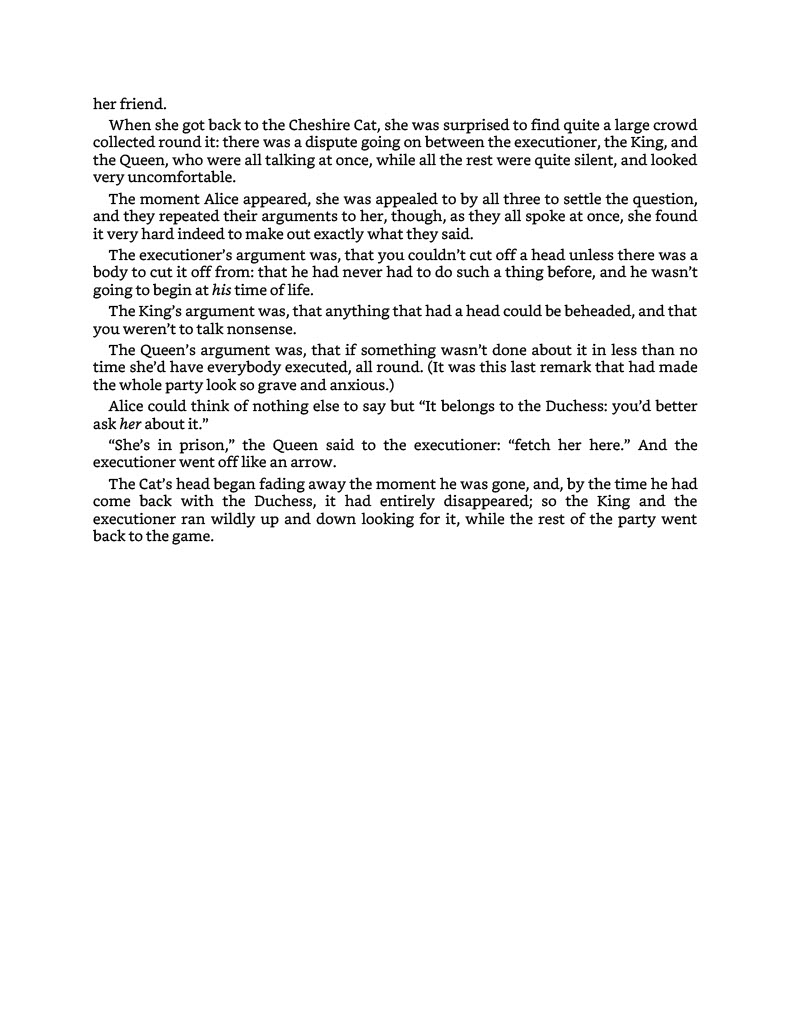 her friend.
When she got back to the Cheshire Cat, she was surprised to find quite a large crowd
collected round it: there was a dispute going on between the executioner, the King, and
the Queen, who were all talking at once, while all the rest were quite silent, and looked
very uncomfortable.
The moment Alice appeared, she was appealed to by all three to settle the question,
and they repeated their arguments to her, though, as they all spoke at once, she found
it very hard indeed to make out exactly what they said.
The executioner’s argument was, that you couldn’t cut off a head unless there was a
body to cut it off from: that he had never had to do such a thing before, and he wasn’t
going to begin at his time of life.
The King’s argument was, that anything that had a head could be beheaded, and that
you weren’t to talk nonsense.
The Queen’s argument was, that if something wasn’t done about it in less than no
time she’d have everybody executed, all round. (It was this last remark that had made
the whole party look so grave and anxious.)
Alice could think of nothing else to say but “It belongs to the Duchess: you’d better
ask her about it.”
“She’s in prison,” the Queen said to the executioner: “fetch her here.” And the
executioner went off like an arrow.
The Cat’s head began fading away the moment he was gone, and, by the time he had
come back with the Duchess, it had entirely disappeared; so the King and the
executioner ran wildly up and down looking for it, while the rest of the party went
back to the game.